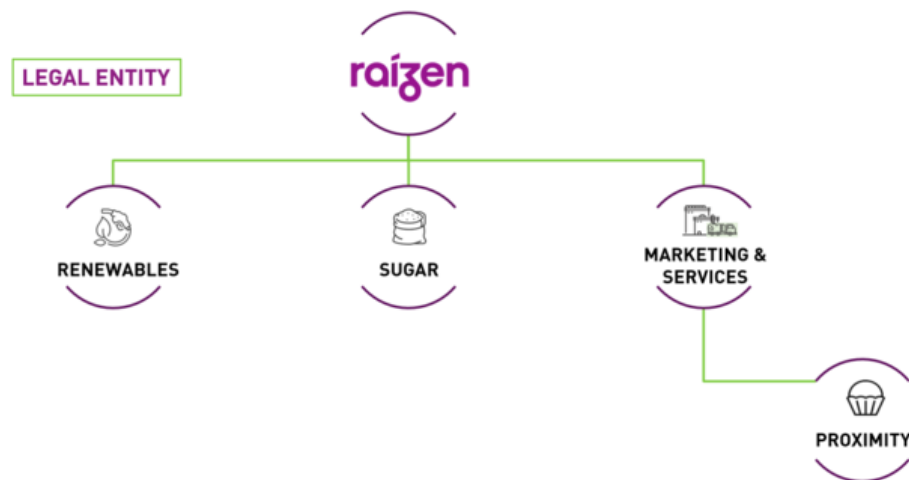 LEGAL ENTITY
raízen
RENEWABLES
SUGAR
MARKETING &
SERVICES
PROXIMITY